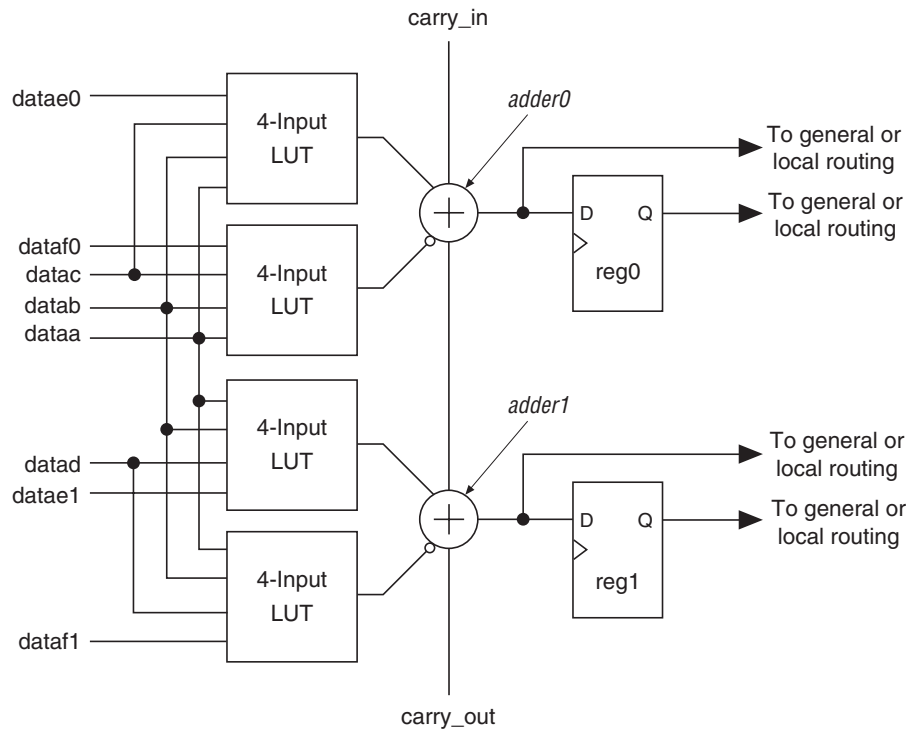 carry_in
datae0
4-Input
LUT
adder0
To general or
local routing
D Q
reg0
To general or
local routing
dataf0
datac
datab
dataa
4-Input
LUT
4-Input
LUT
adder1
To general or
local routing
datad
datae1
D Q
reg1
To general or
local routing
4-Input
LUT
dataf1
carry_out